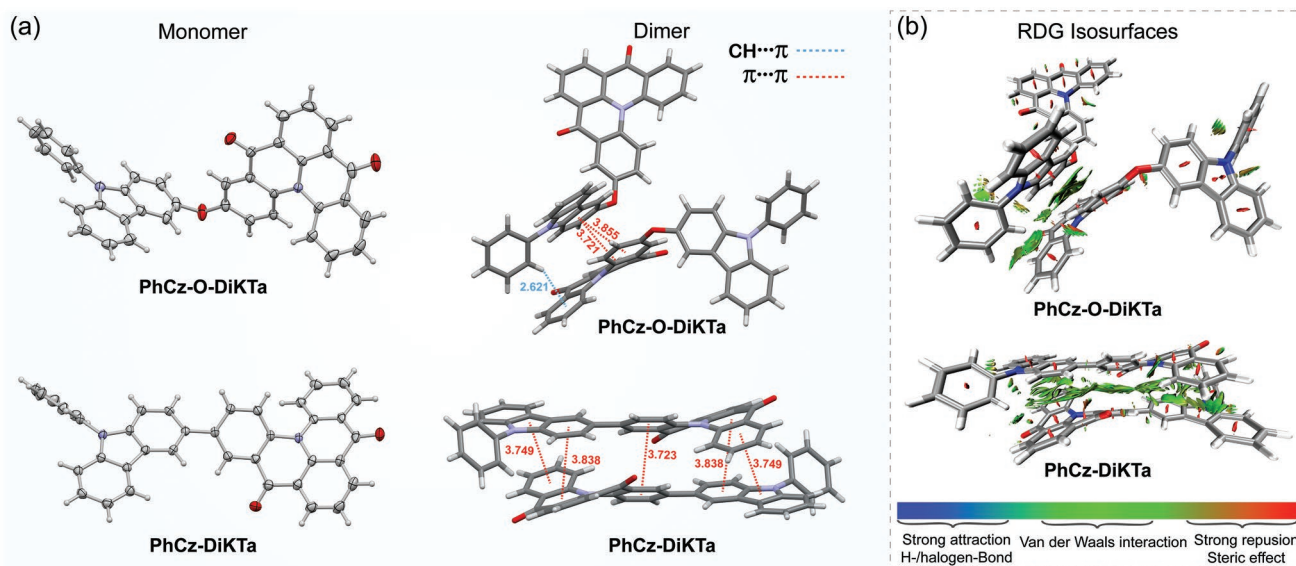 (a)
Monomer
Dimer
CH•••π
π•••π
PhCz-O-DiKTa
3.855
3.721
2.621
PhCz-O-DiKTa
PhCz-DiKTa
3.749
3.838
3.723
3.838
3.749
PhCz-DiKTa
(b)
RDG Isosurfaces
PhCz-O-DiKTa
PhCz-DiKTa
Strong attraction
H-/halogen-Bond
Van der Waals interaction
Strong repusion
Steric effect